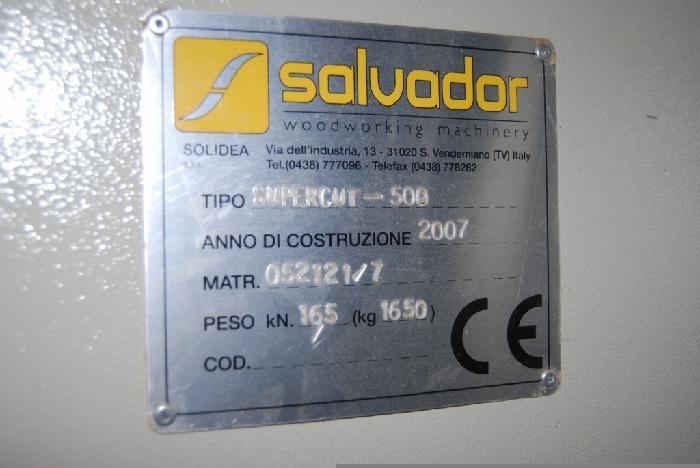 salvador
woodworking machinery
SOLIDEA Via dell'industria, 13 - 31020 S. Vendemiano (TV) Italy
s.r.l. Tel.(0438) 777096 - Telefax (0438) 778282
TIPO SUPERCUT-500
ANNO DI COSTRUZIONE 2007
MATR. 052121/7
PESO kN. 165 (kg 1650)
COD. CE